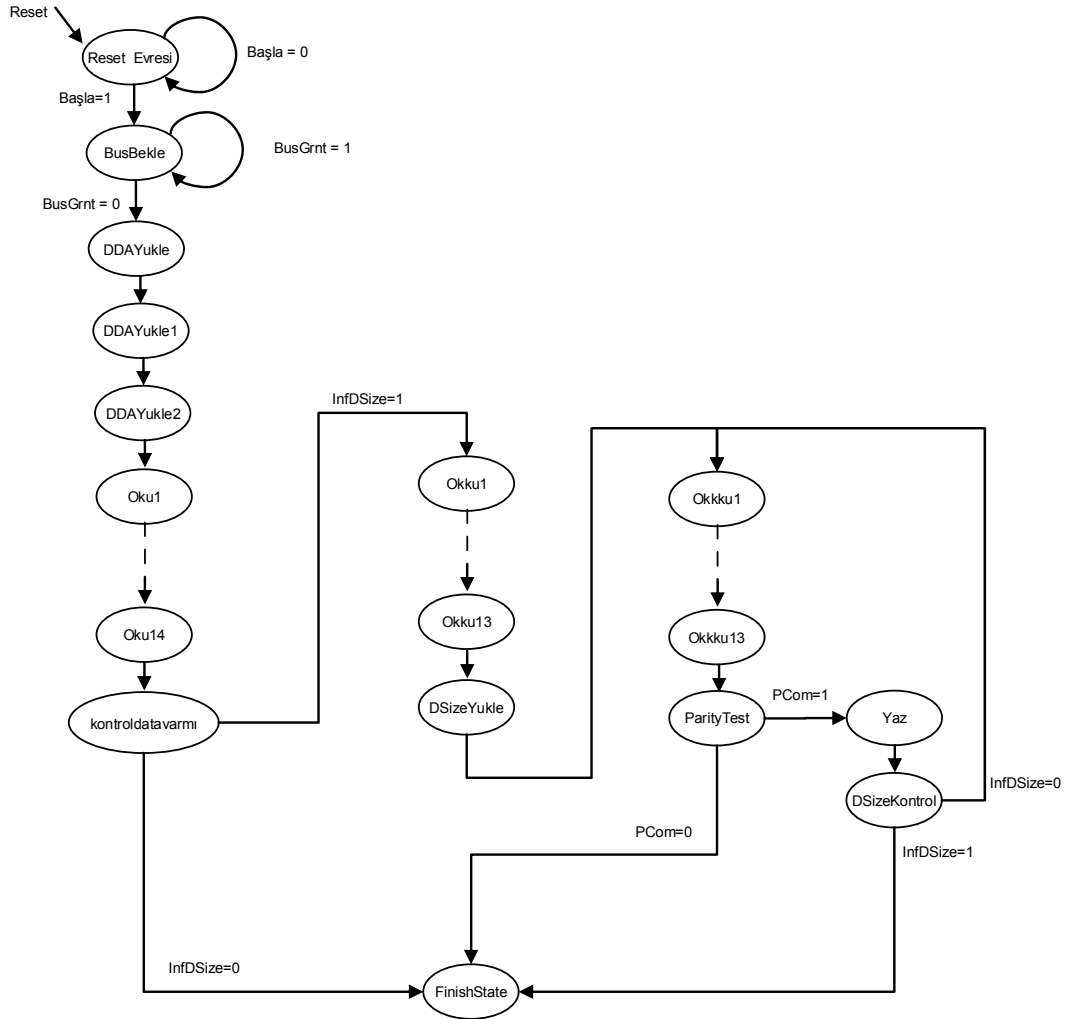 Reset
Reset Evresi
Başla = 0
Başla=1
BusBekle
BusGrnt = 1
BusGrnt = 0
DDAYukle
DDAYukle1
DDAYukle2
InfDSize=1
Oku1
Okku1
Okkku1
Oku14
Okku13
Okkku13
kontroldatavarmı
DSizeYukle
ParityTest
PCom=1
Yaz
DSizeKontrol
InfDSize=0
PCom=0
InfDSize=1
InfDSize=0
FinishState